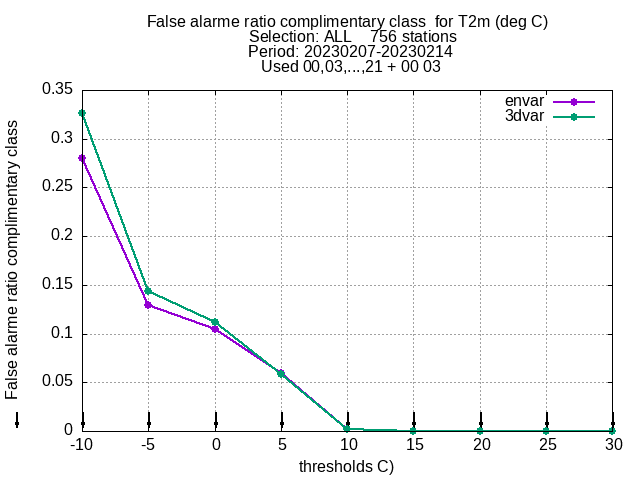 False alarme ratio complimentary class  for T2m (deg C)
Selection: ALL    756 stations
Period: 20230207-20230214
Used 00,03,...,21 + 00 03
envar
3dvar
False alarme ratio complimentary class
0.35
0.3
0.25
0.2
0.15
0.1
0.05
0
-10 -5 0 5 10 15 20 25 30
thresholds C)